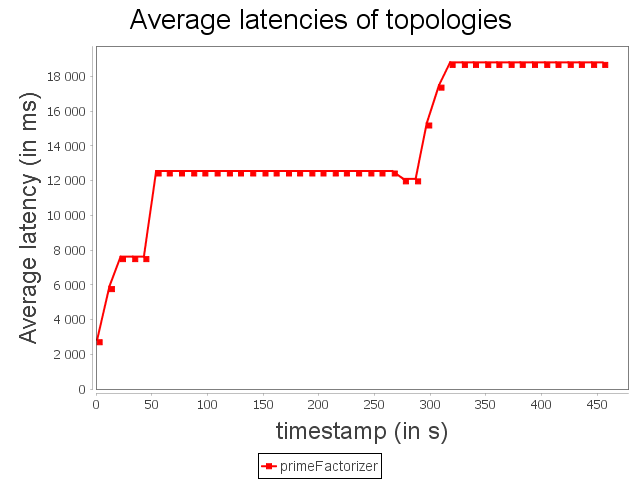 Average latencies of topologies
Average latency (in ms)
18 000
16 000
14 000
12 000
10 000
8 000
6 000
4 000
2 000
0
0 50 100 150 200 250 300 350 400 450
timestamp (in s)
primeFactorizer